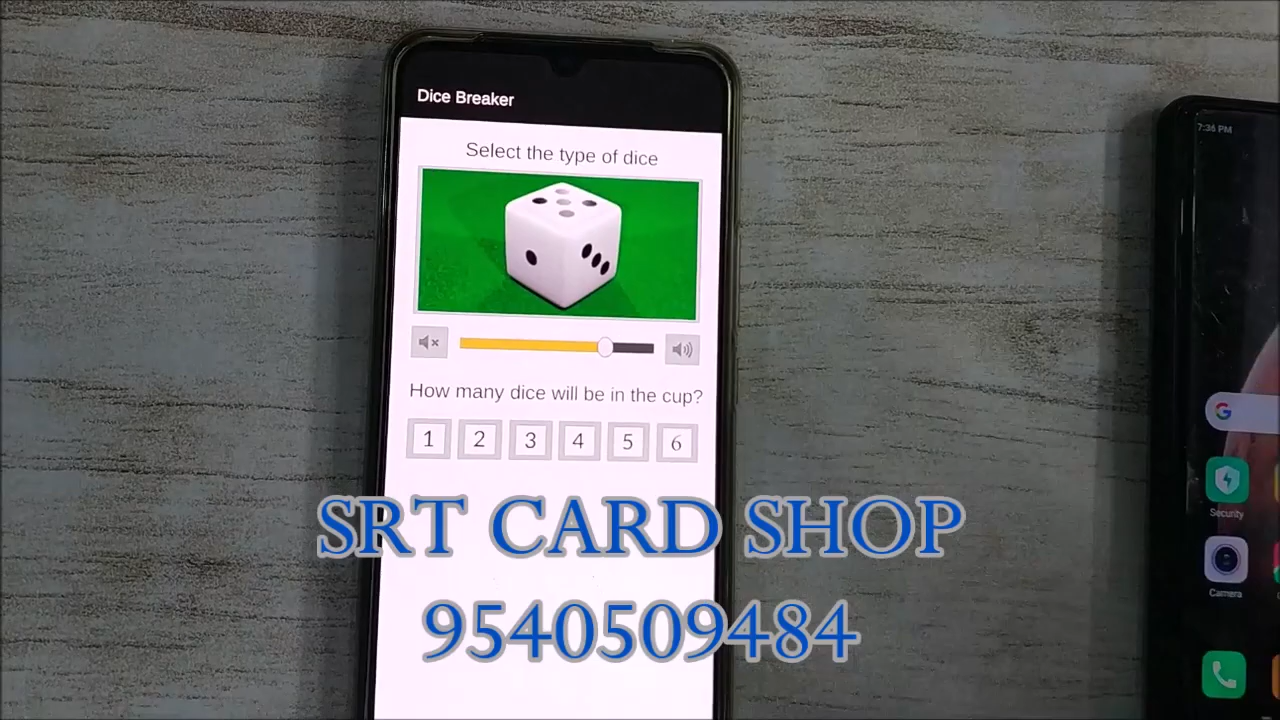 Dice Breaker
7:36 PM
Select the type of dice
How many dice will be in the cup?
1 2 3 4 5 6
SRT CARD SHOP
Security
Camera
9540509484